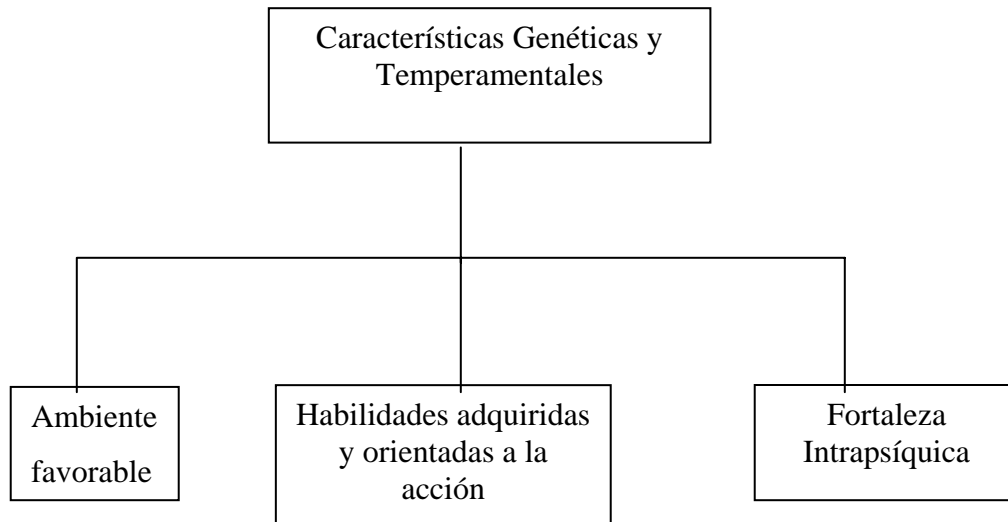 Características Genéticas y
Temperamentales
Ambiente
favorable
Habilidades adquiridas
y orientadas a la
acción
Fortaleza
Intrapsíquica